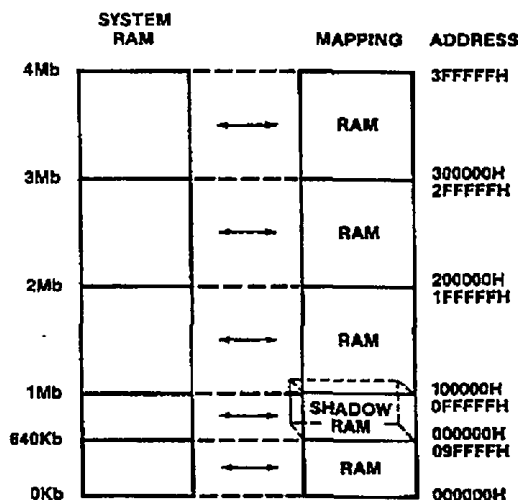 SYSTEM
RAM
MAPPING
ADDRESS
4Mb
3FFFFFH
RAM
3Mb
300000H
2FFFFFH
RAM
2Mb
200000H
1FFFFFH
RAM
1Mb
100000H
0FFFFFH
SHADOW
RAM
640Kb
000000H
09FFFFH
RAM
0Kb
000000H